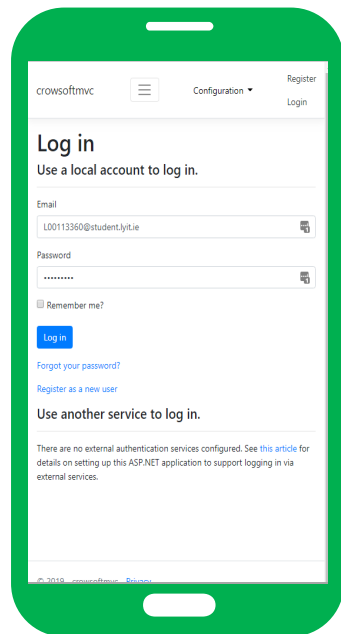 crowsoftmvc
Configuration
Register
Login
Log in
Use a local account to log in.
Email
L00113360@student.lyit.ie
Password
•••••••••
Remember me?
Log in
Forgot your password?
Register as a new user
Use another service to log in.
There are no external authentication services configured. See this article for
details on setting up this ASP.NET application to support logging in via
external services.
© 2019 - crowsoftmvc - Privacy